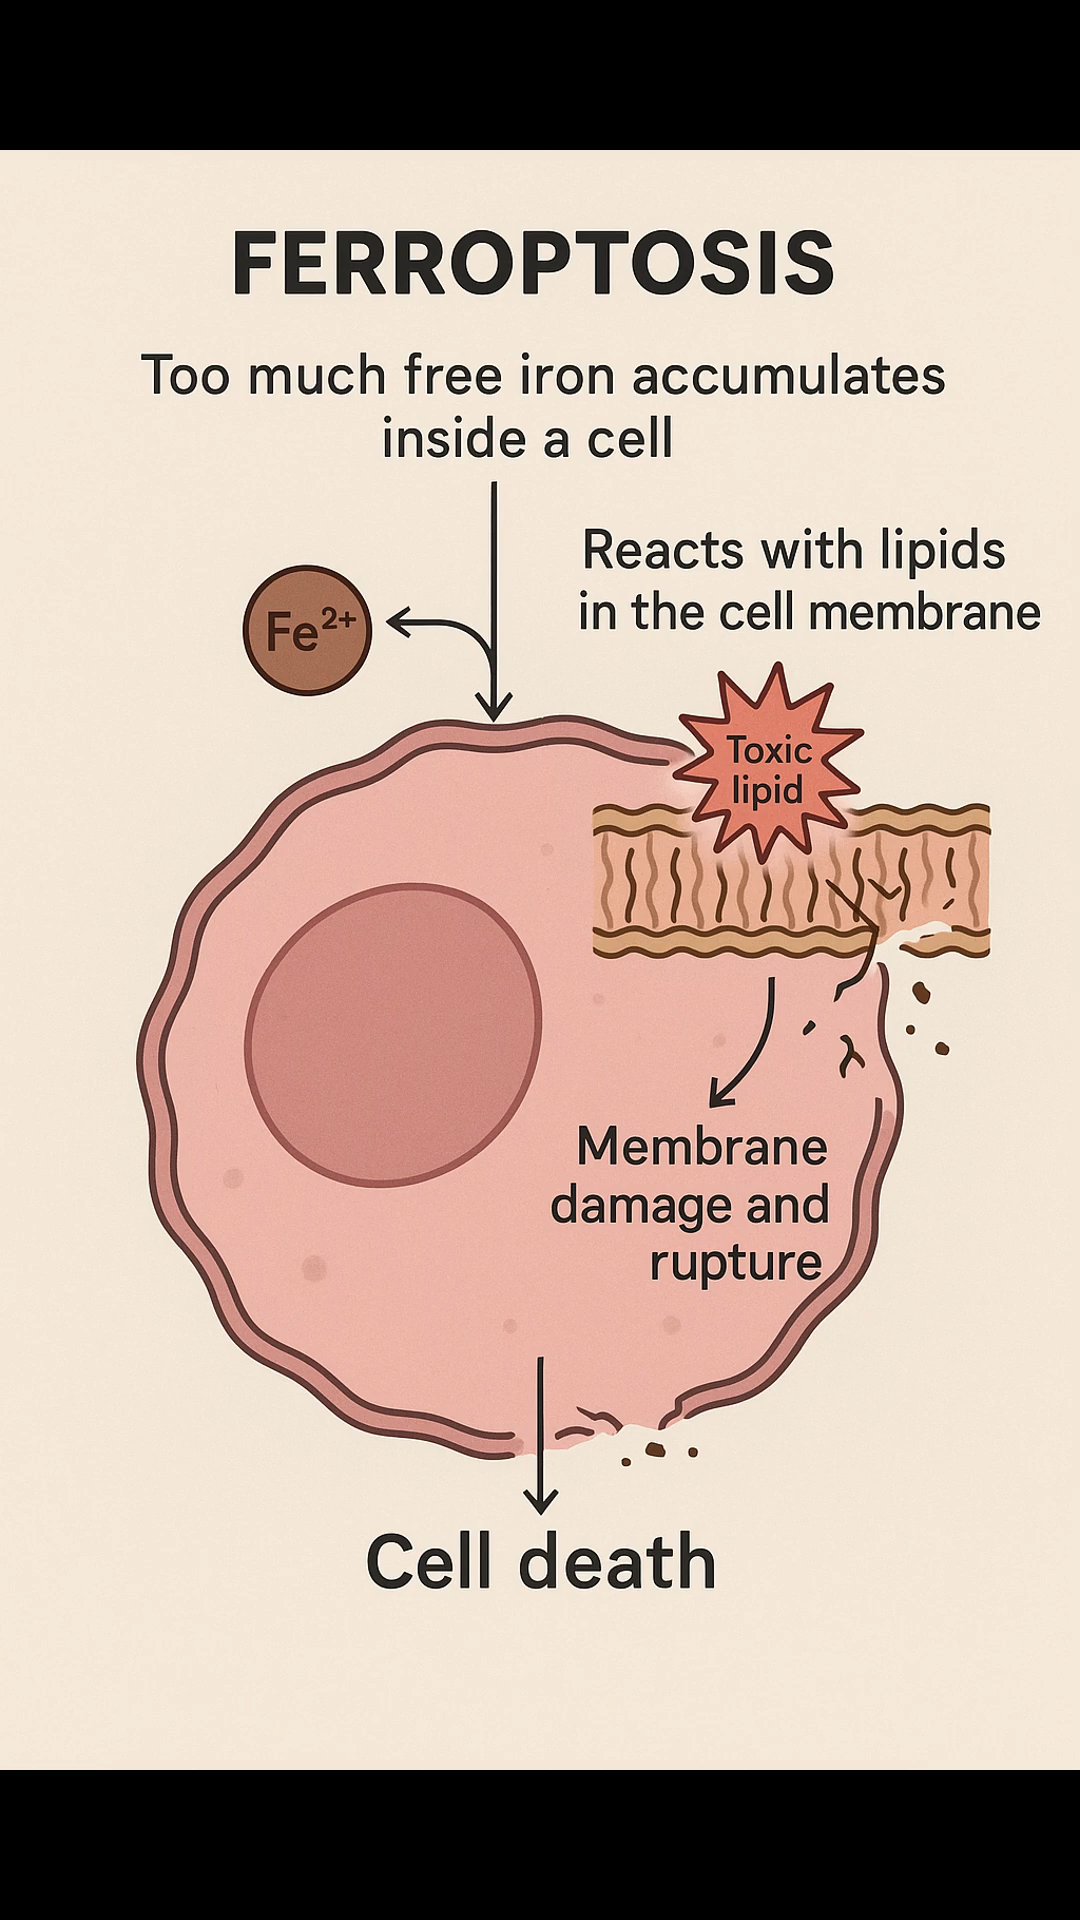 FERROPTOSIS
Too much free iron accumulates
inside a cell
Reacts with lipids
in the cell membrane
Fe²⁺
Toxic
lipid
Membrane
damage and
rupture
Cell death